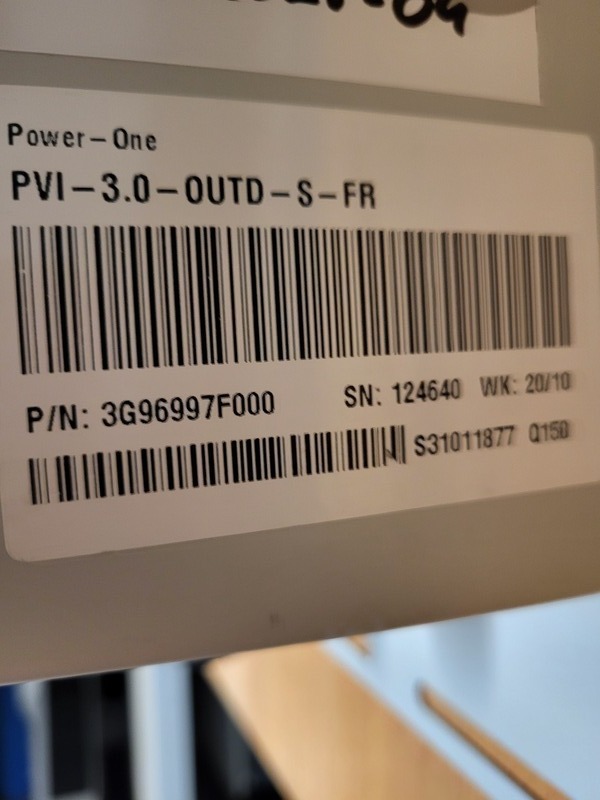 Power-One
PVI-3.0-OUTD-S-FR
P/N: 3G96997F000 SN: 124640 WK: 20/10
S31011877 Q150